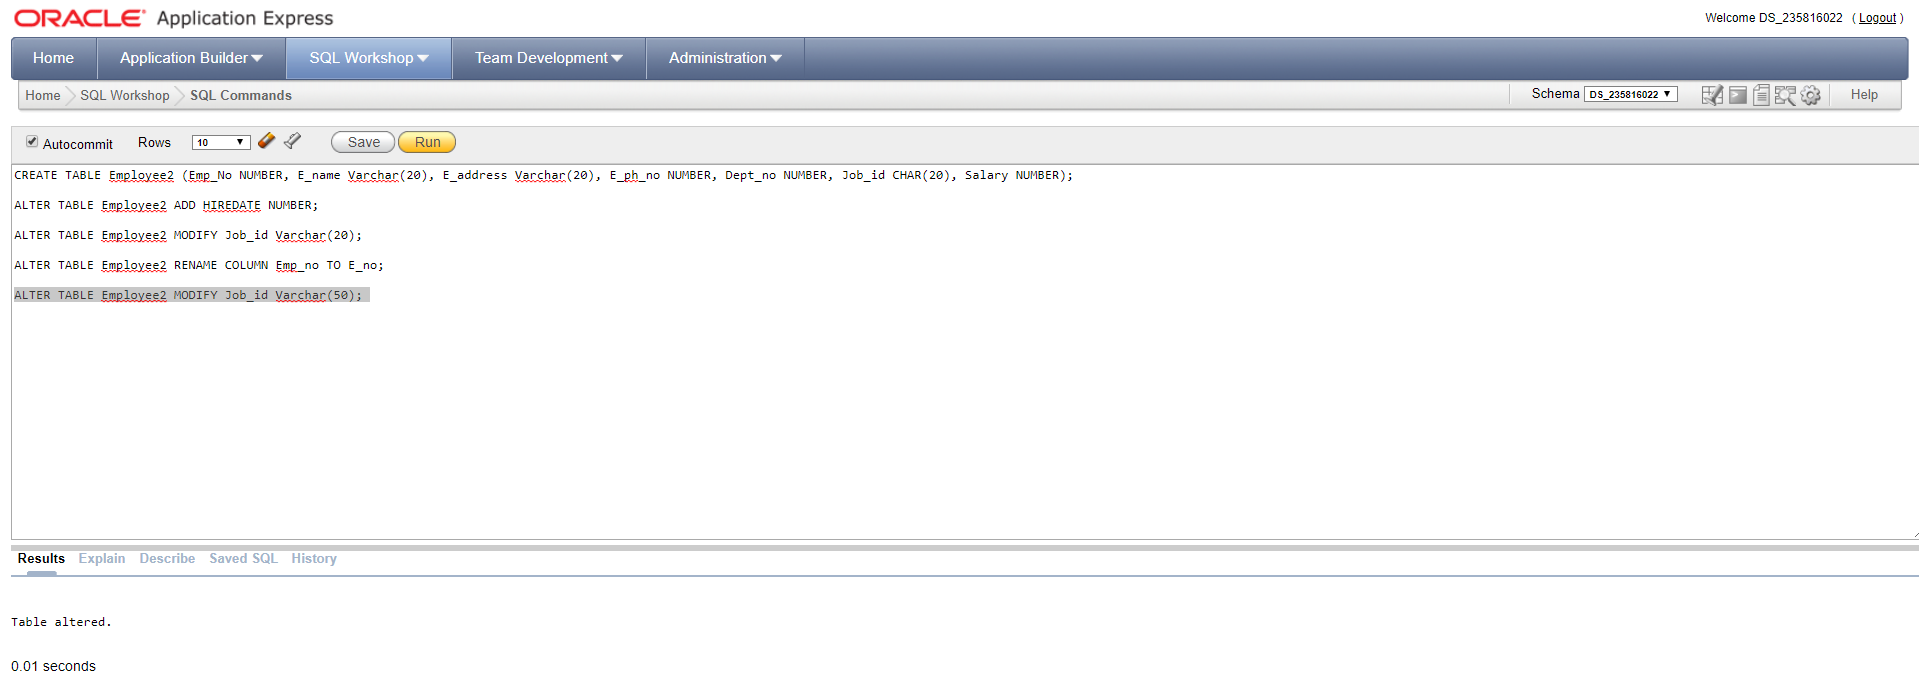 ORACLE Application Express
Welcome DS_235816022 ( Logout )
Home Application Builder SQL Workshop Team Development Administration
Home SQL Workshop SQL Commands Schema DS_235816022 Help
Autocommit Rows 10 Save Run
CREATE TABLE Employee2 (Emp_No NUMBER, E_name Varchar(20), E_address Varchar(20), E_ph_no NUMBER, Dept_no NUMBER, Job_id CHAR(20), Salary NUMBER);
ALTER TABLE Employee2 ADD HIREDATE NUMBER;
ALTER TABLE Employee2 MODIFY Job_id Varchar(20);
ALTER TABLE Employee2 RENAME COLUMN Emp_no TO E_no;
ALTER TABLE Employee2 MODIFY Job_id Varchar(50);
Results Explain Describe Saved SQL History
Table altered.
0.01 seconds